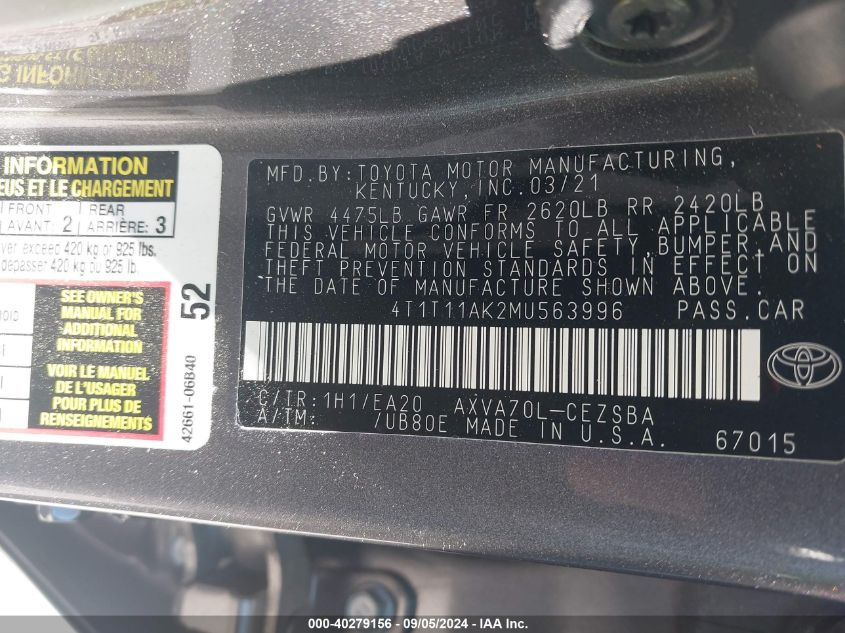 G INFORMATION
INFORMATION
EUS ET LE CHARGEMENT
FRONT
AVANT: 2
REAR
ARRIÈRE: 3
ver exceed 420 kg or 925 lbs.
depasser 420 kg ou 925 lb.
SEE OWNER'S
MANUAL FOR
ADDITIONAL
INFORMATION
VOIR LE MANUEL
DE L'USAGER
POUR PLUS DE
RENSEIGNEMENTS
52
42661-06B40
MFD.BY:TOYOTA MOTOR MANUFACTURING,
KENTUCKY,INC.03/21
GVWR 4475LB GAWR FR 2620LB RR 2420LB
THIS VEHICLE CONFORMS TO ALL APPLICABLE
FEDERAL MOTOR VEHICLE SAFETY,BUMPER,AND
THEFT PREVENTION STANDARDS IN EFFECT ON
THE DATE OF MANUFACTURE SHOWN ABOVE.
4T1T11AK2MU563996 PASS.CAR
C/TR:1H1/EA20 AXVA70L-CEZSBA
A/TM: /UB80E MADE IN U.S.A. 67015
000-40279156 - 09/05/2024 - IAAI US